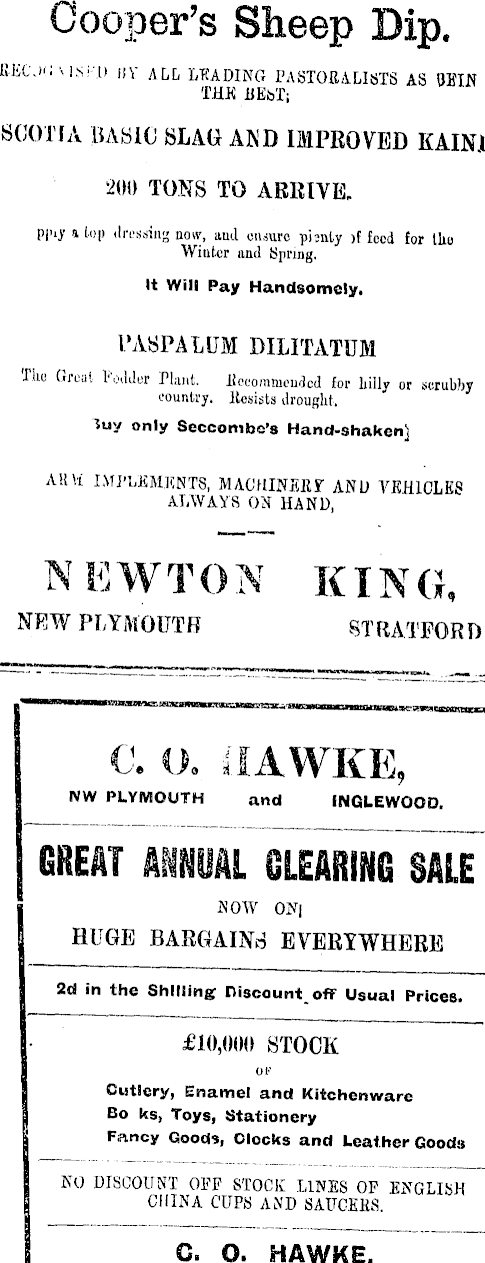 Cooper's Sheep Dip.
RECOGNISED BY ALL LEADING PASTORALISTS AS BEIN
THE BEST;
SCOTIA BASIC SLAG AND IMPROVED KAINI
200 TONS TO ARRIVE.
pply a top dressing now, and ensure plenty of feed for the
Winter and Spring.
It Will Pay Handsomely.
PASPALUM DILITATUM
The Great Fodder Plant. Recommended for hilly or scrubby
country. Resists drought.
Buy only Seccombe's Hand-shaken
ARM IMPLEMENTS, MACHINERY AND VEHICLES
ALWAYS ON HAND,
NEWTON KING,
NEW PLYMOUTH STRATFORD
C. O. HAWKE,
NW PLYMOUTH and INGLEWOOD.
GREAT ANNUAL CLEARING SALE
NOW ON
HUGE BARGAINS EVERYWHERE
2d in the Shilling Discount off Usual Prices.
£10,000 STOCK
OF
Cutlery, Enamel and Kitchenware
Bo ks, Toys, Stationery
Fancy Goods, Clocks and Leather Goods
NO DISCOUNT OFF STOCK LINES OF ENGLISH
CHINA CUPS AND SAUCERS.
C. O. HAWKE.